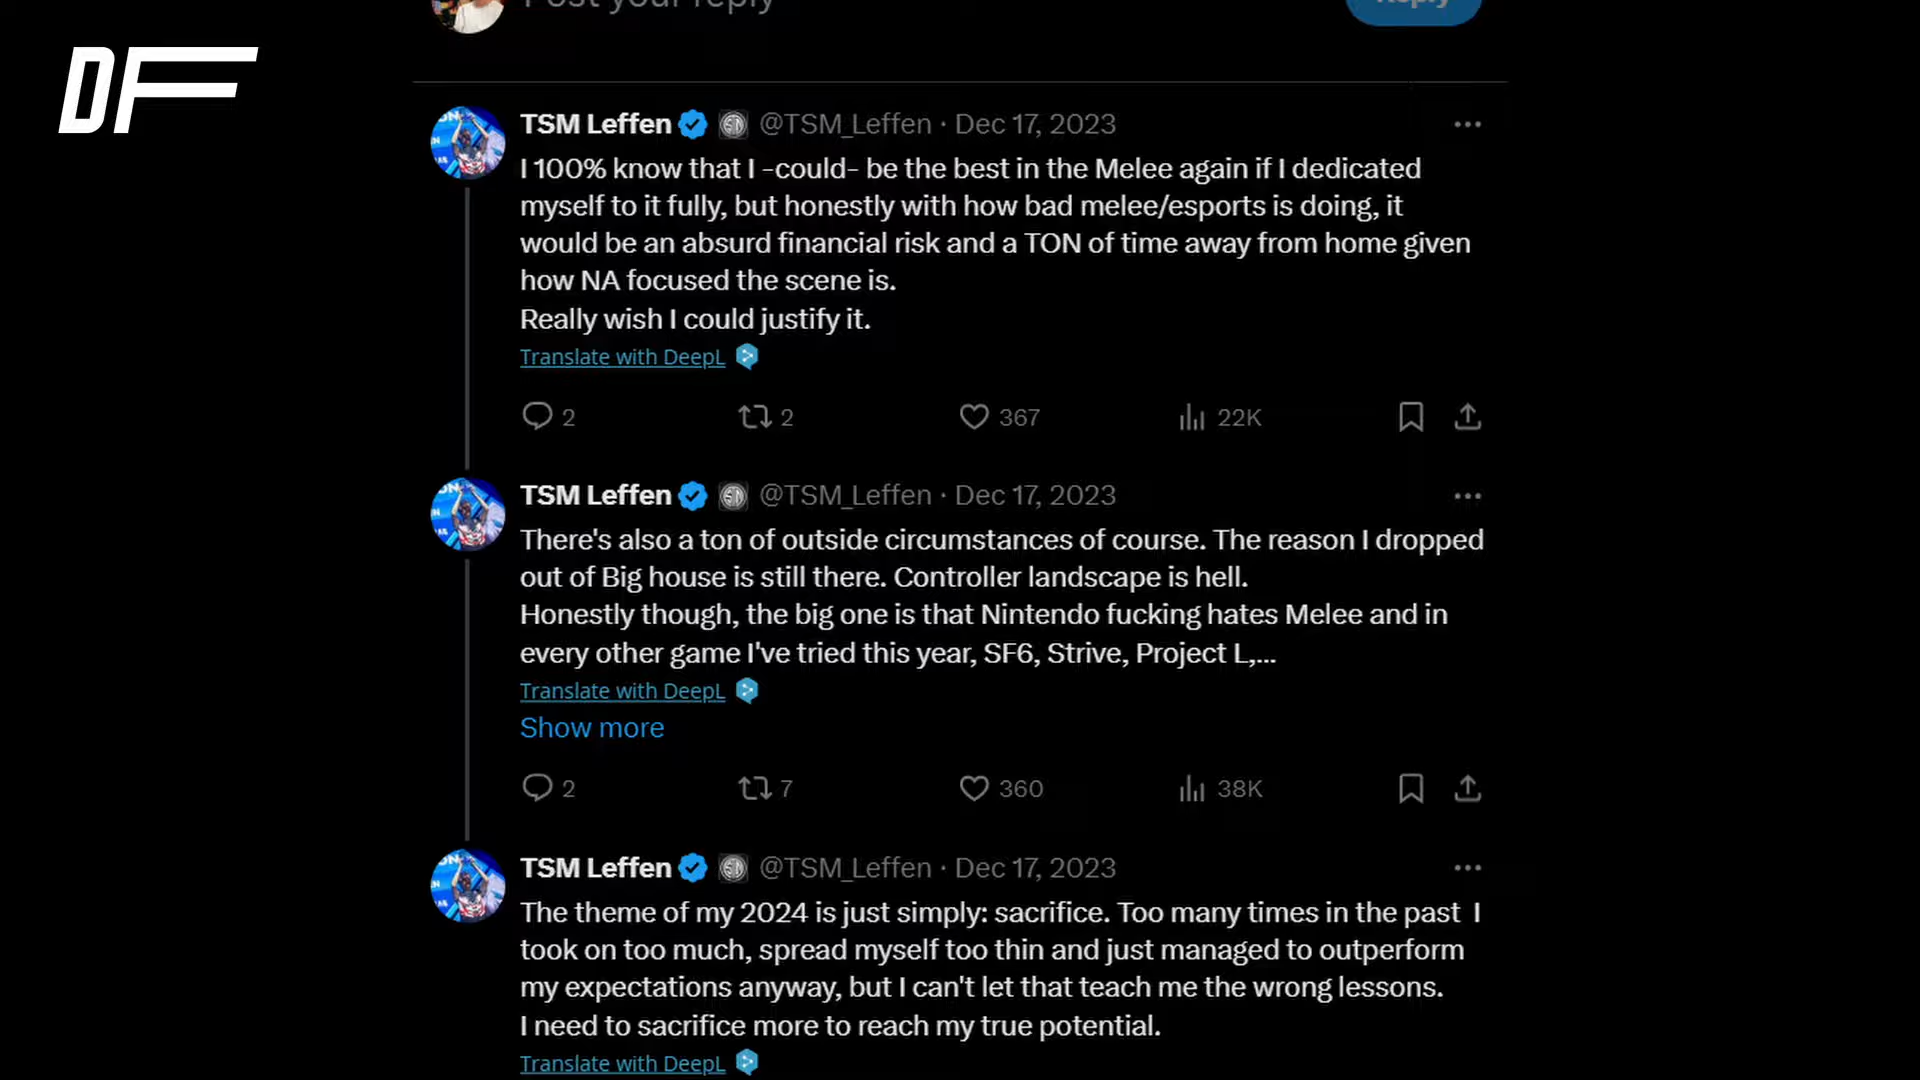 Post your reply
Reply
DF
TSM Leffen @TSM_Leffen · Dec 17, 2023
I 100% know that I -could- be the best in the Melee again if I dedicated
myself to it fully, but honestly with how bad melee/esports is doing, it
would be an absurd financial risk and a TON of time away from home given
how NA focused the scene is.
Really wish I could justify it.
Translate with DeepL
2 2 367 22K
TSM Leffen @TSM_Leffen · Dec 17, 2023
There's also a ton of outside circumstances of course. The reason I dropped
out of Big house is still there. Controller landscape is hell.
Honestly though, the big one is that Nintendo fucking hates Melee and in
every other game I've tried this year, SF6, Strive, Project L,...
Translate with DeepL
Show more
2 7 360 38K
TSM Leffen @TSM_Leffen · Dec 17, 2023
The theme of my 2024 is just simply: sacrifice. Too many times in the past I
took on too much, spread myself too thin and just managed to outperform
my expectations anyway, but I can't let that teach me the wrong lessons.
I need to sacrifice more to reach my true potential.
Translate with DeepL